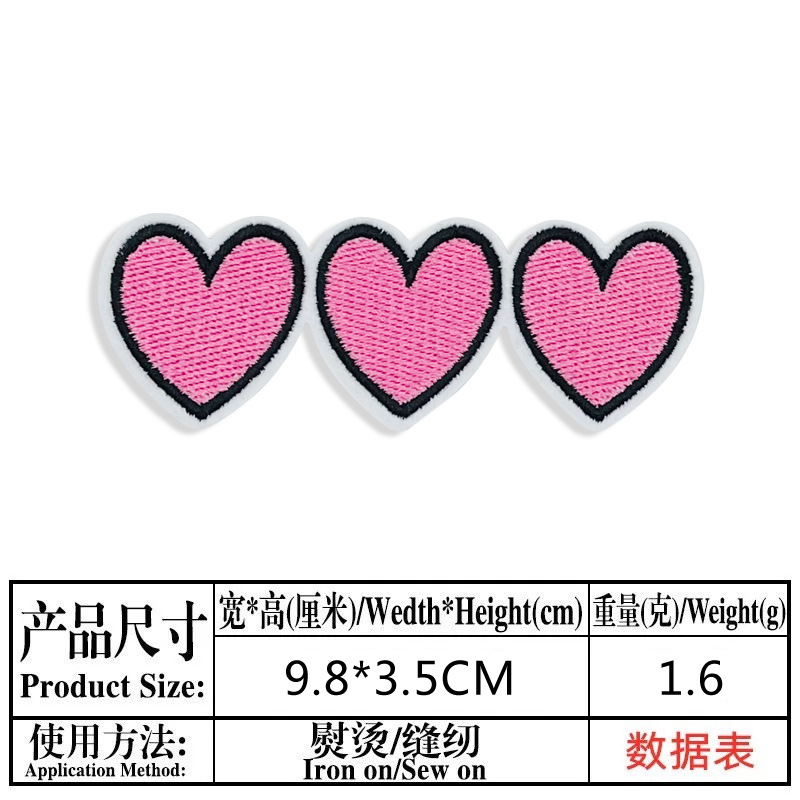 产品尺寸
Product Size:
宽*高(厘米)/Wedth*Height(cm)
重量(克)/Weight(g)
9.8*3.5CM
1.6
使用方法:
Application Method:
熨烫/缝纫
Iron on/Sew on
数据表